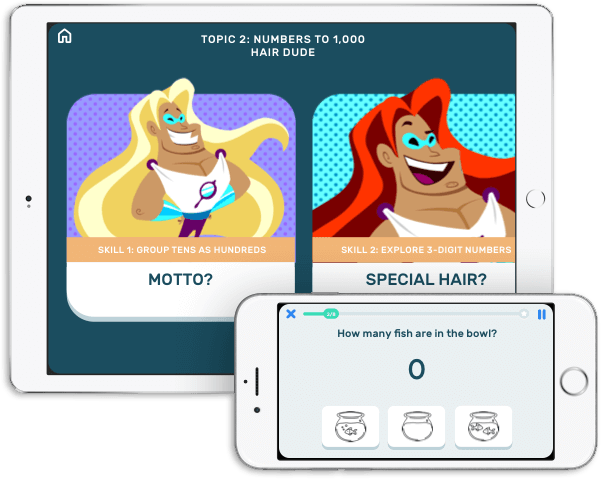 TOPIC 2: NUMBERS TO 1,000
HAIR DUDE
SKILL 1: GROUP TENS AS HUNDREDS
MOTTO?
SKILL 2: EXPLORE 3-DIGIT NUMBERS
SPECIAL HAIR?
How many fish are in the bowl?
0